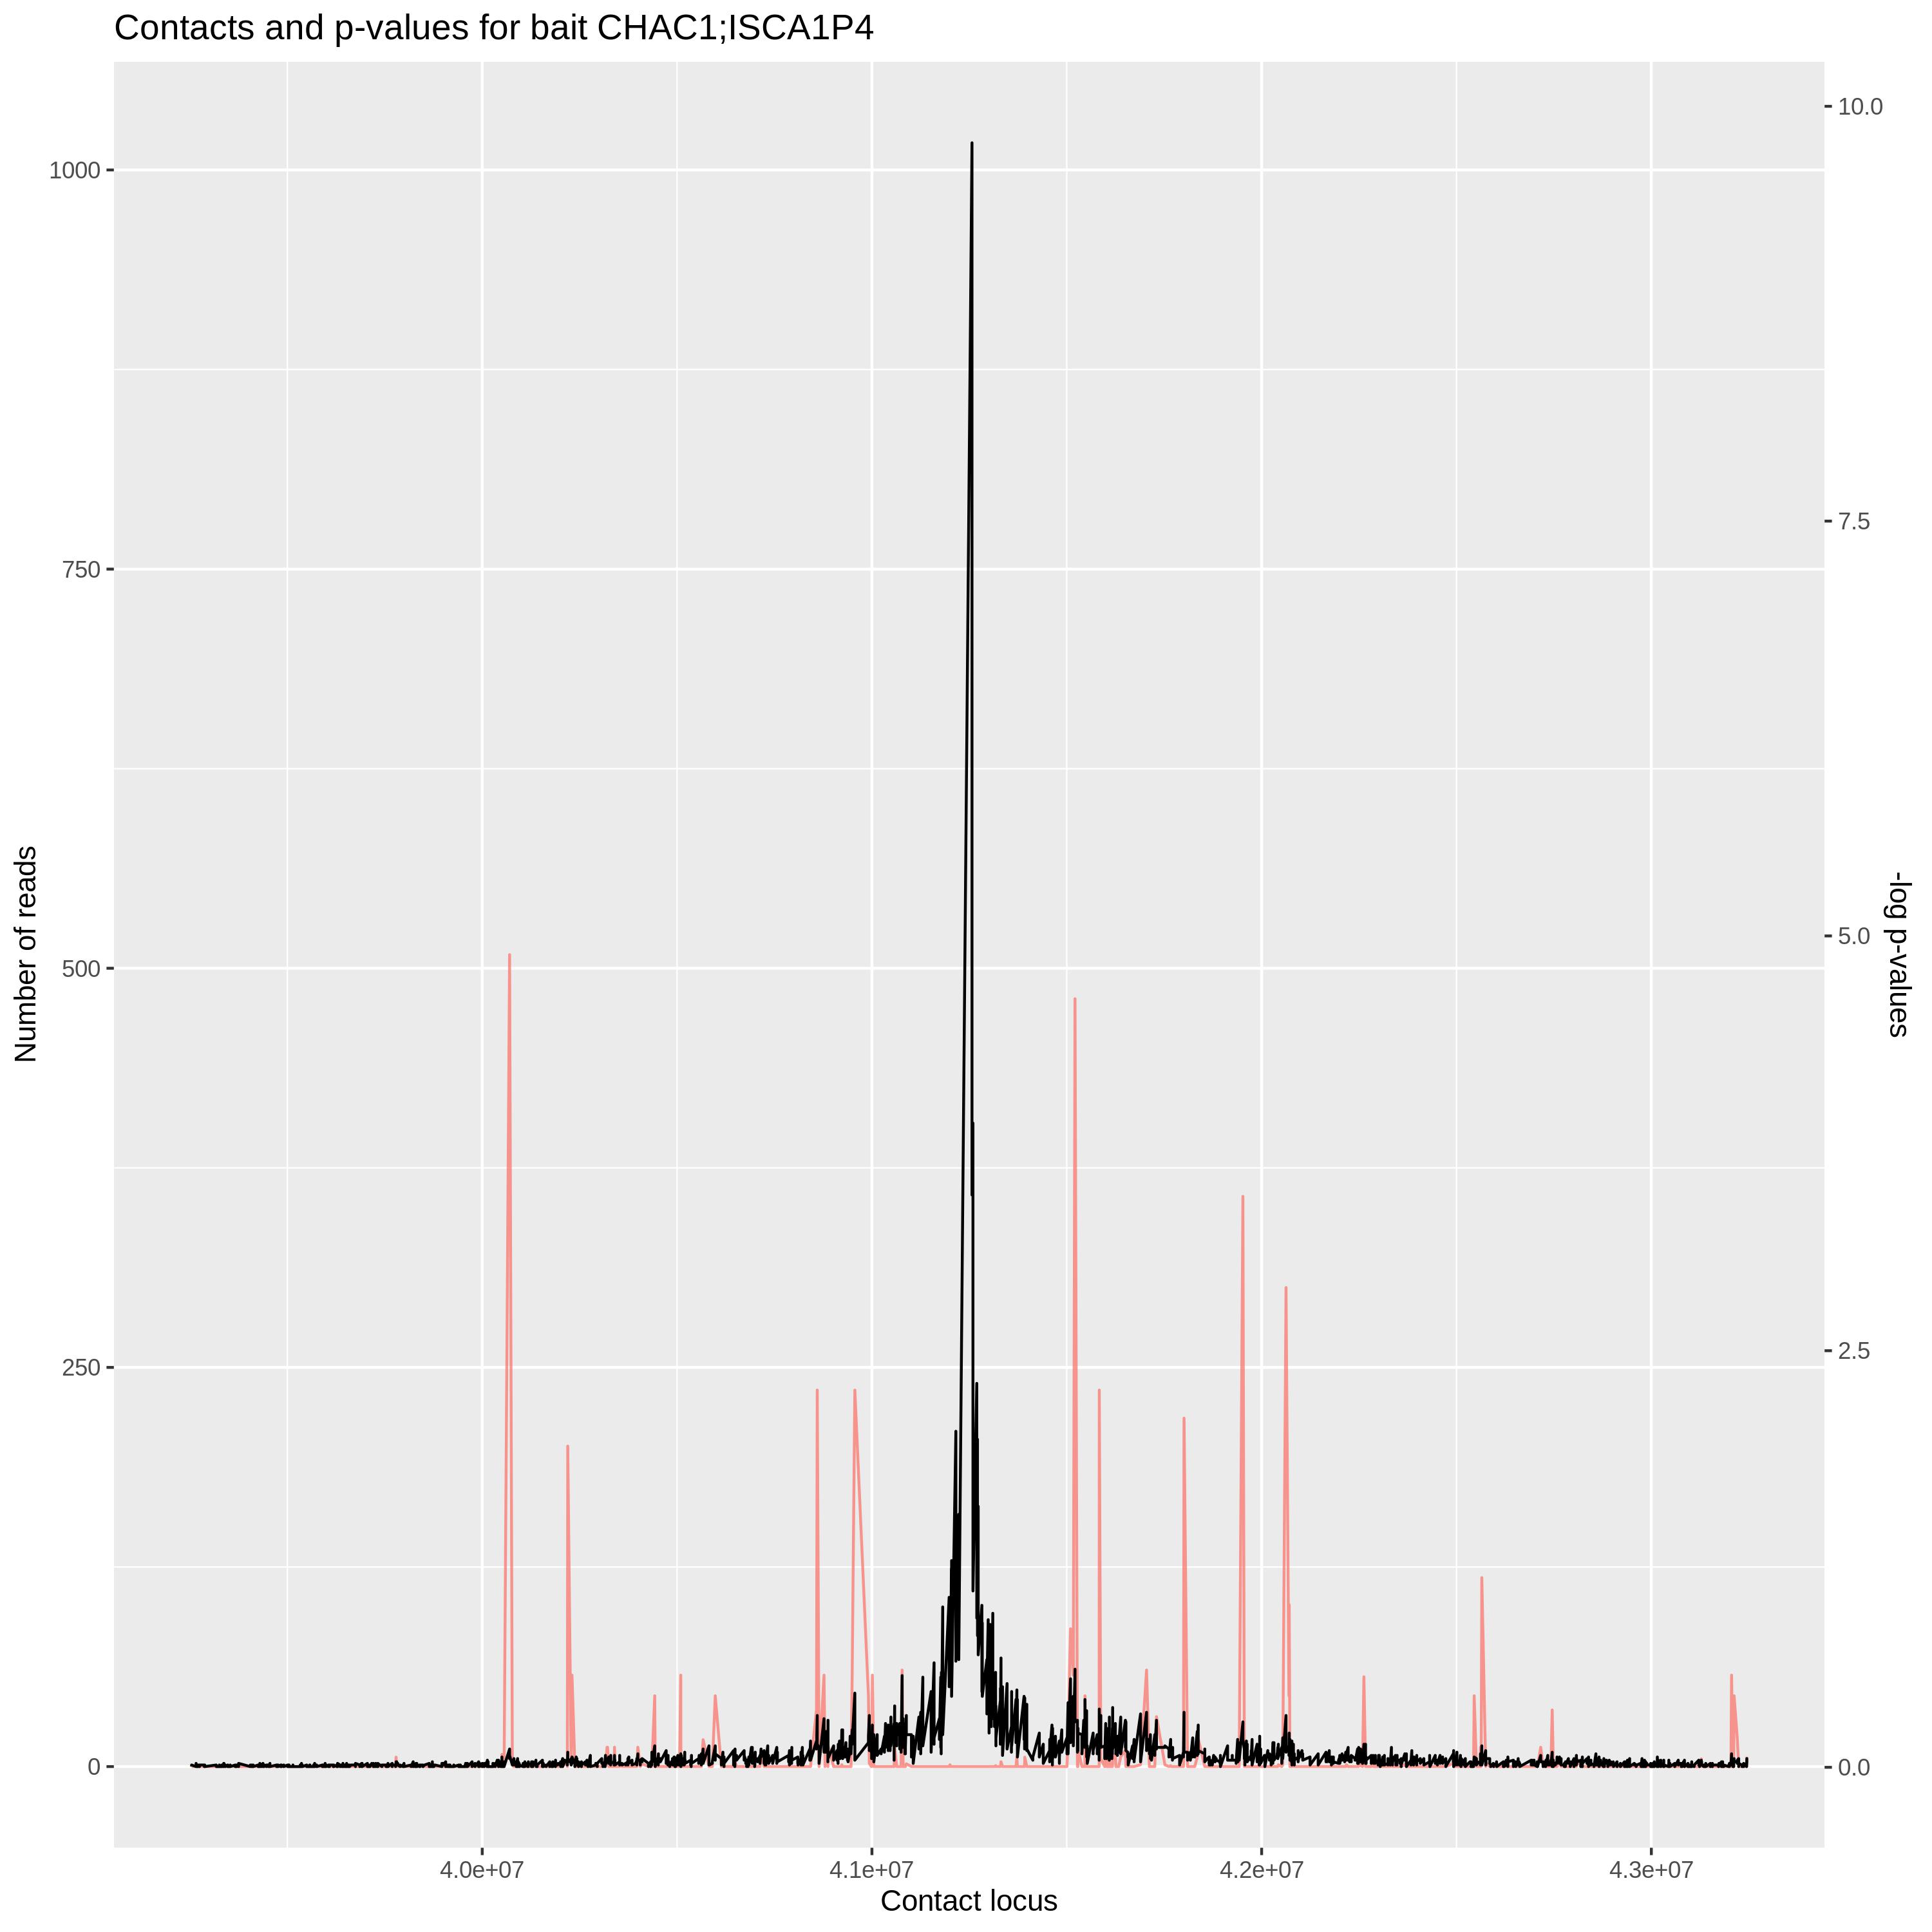 Contacts and p-values for bait CHAC1;ISCA1P4
Number of reads
1000
750
500
250
0
10.0
7.5
5.0
2.5
0.0
-log p-values
4.0e+07
4.1e+07
4.2e+07
4.3e+07
Contact locus